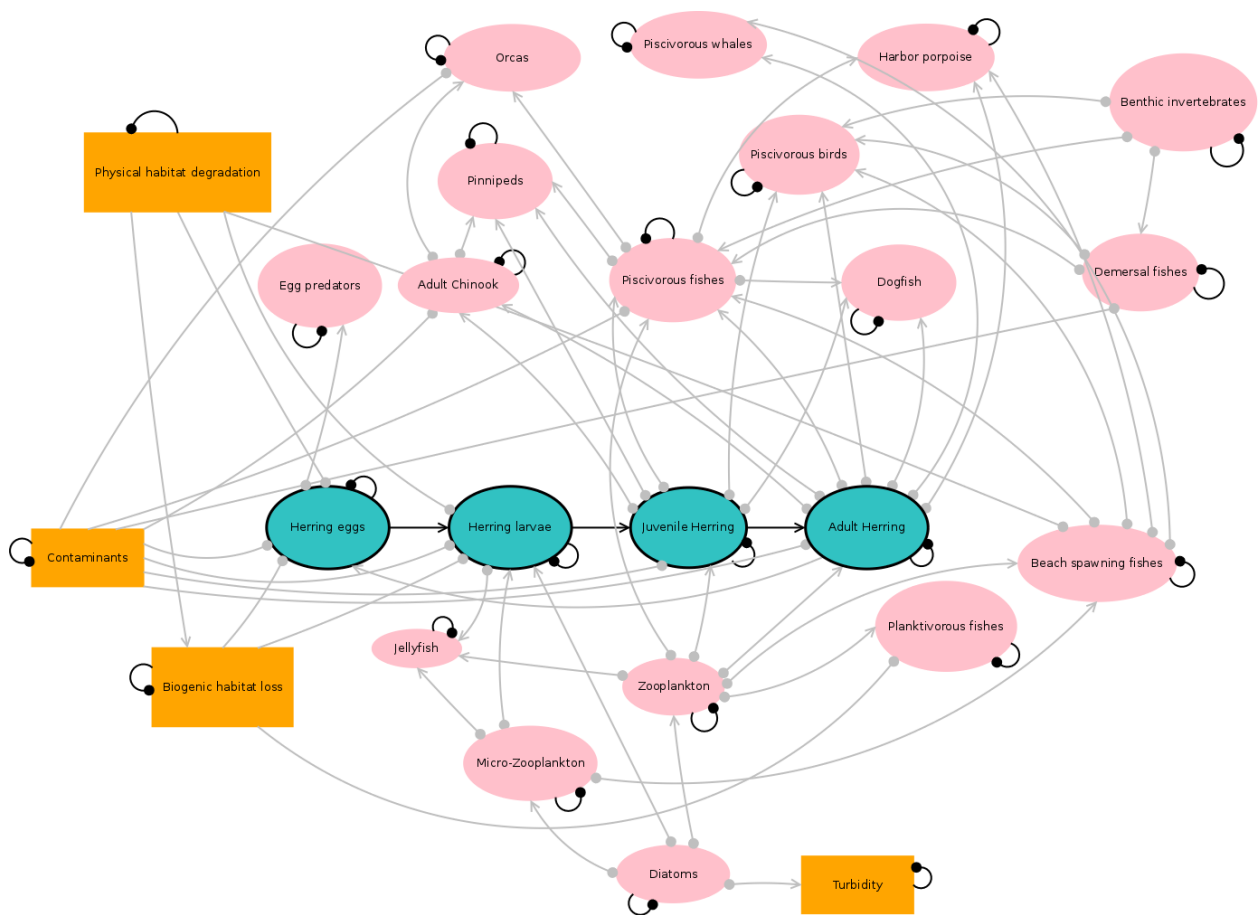 Piscivorous whales
Orcas
Harbor porpoise
Benthic invertebrates
Piscivorous birds
Physical habitat degradation
Pinnipeds
Demersal fishes
Piscivorous fishes
Dogfish
Egg predators
Adult Chinook
Herring eggs
Herring larvae
Juvenile Herring
Adult Herring
Contaminants
Beach spawning fishes
Planktivorous fishes
Jellyfish
Biogenic habitat loss
Zooplankton
Micro-Zooplankton
Diatoms
Turbidity